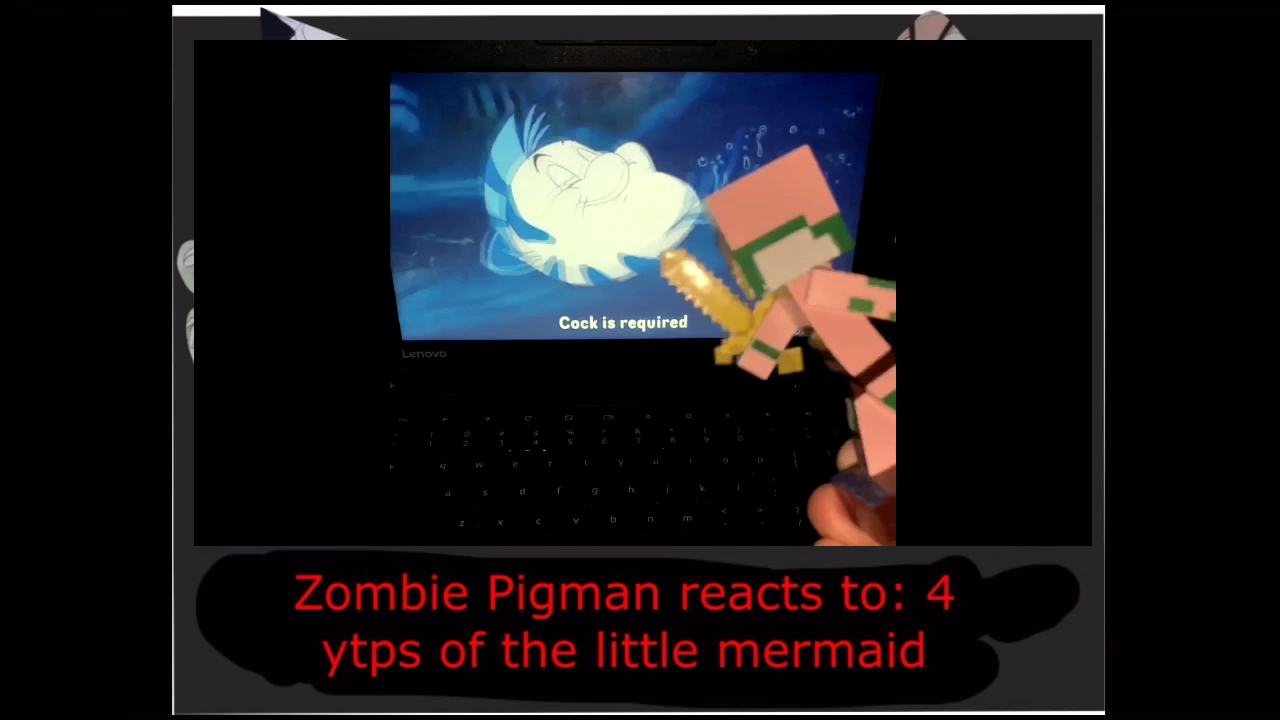 Cock is required
Lenovo
q w e r t y u i o p
a s d f g h j k l
z x c v b n m
Zombie Pigman reacts to: 4
ytps of the little mermaid